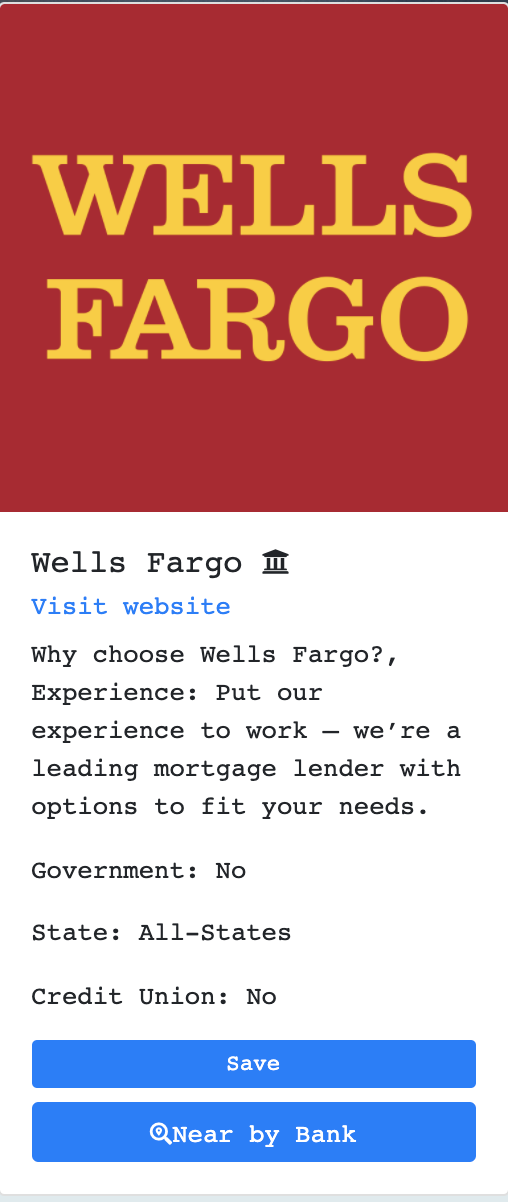 WELLS
FARGO
Wells Fargo
Visit website
Why choose Wells Fargo?,
Experience: Put our
experience to work – we’re a
leading mortgage lender with
options to fit your needs.
Government: No
State: All-States
Credit Union: No
Save
Near by Bank